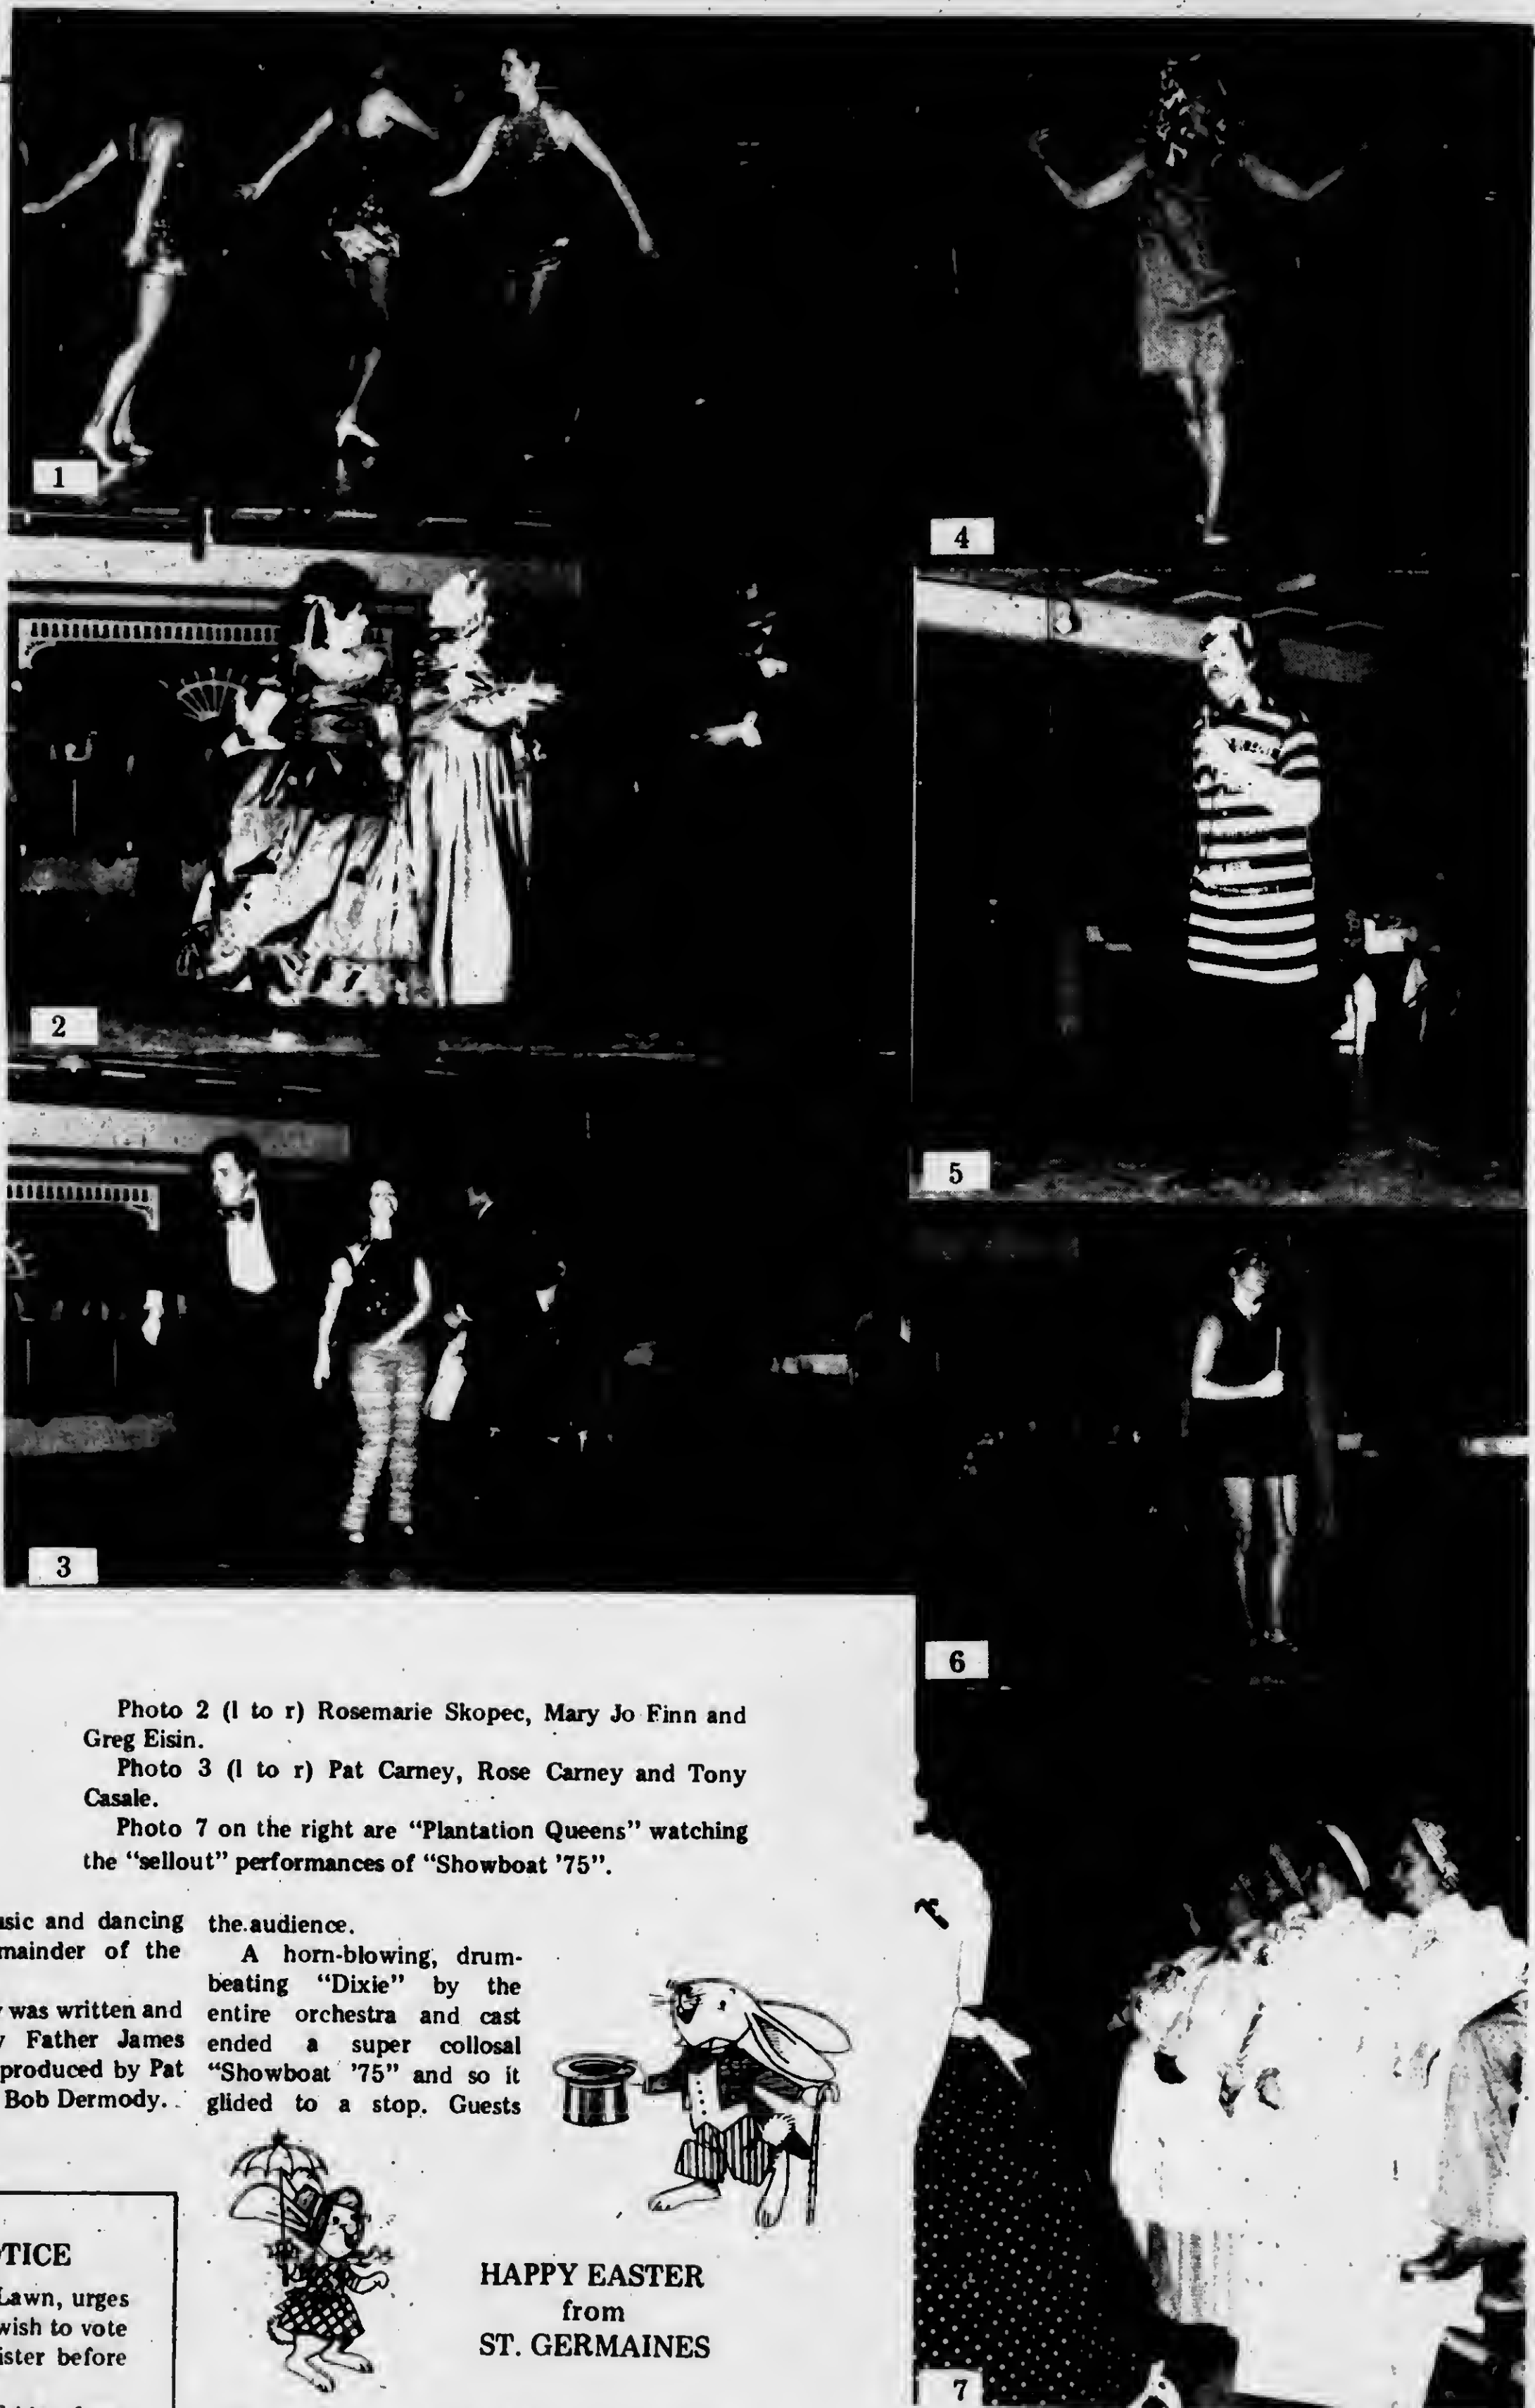 1
4
2
5
3
6
Photo 2 (l to r) Rosemarie Skopec, Mary Jo Finn and
Greg Eisin.
Photo 3 (l to r) Pat Carney, Rose Carney and Tony
Casale.
Photo 7 on the right are “Plantation Queens” watching
the “sellout” performances of “Showboat ’75”.
and dancing
of the
was written and
Father James
produced by Pat
Bob Dermody.
the audience.
A horn-blowing, drum-
beating “Dixie” by the
entire orchestra and cast
ended a super collosal
“Showboat ’75” and so it
glided to a stop. Guests
TICE
Lawn, urges
wish to vote
ister before
HAPPY EASTER
from
ST. GERMAINES
7